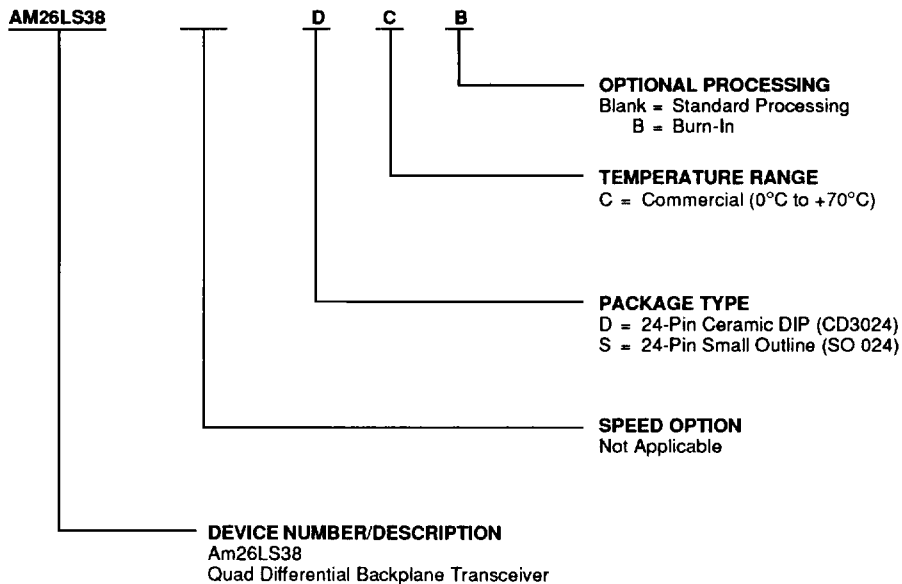 AM26LS38 D C B
OPTIONAL PROCESSING
Blank = Standard Processing
B = Burn-In
TEMPERATURE RANGE
C = Commercial (0°C to +70°C)
PACKAGE TYPE
D = 24-Pin Ceramic DIP (CD3024)
S = 24-Pin Small Outline (SO 024)
SPEED OPTION
Not Applicable
DEVICE NUMBER/DESCRIPTION
Am26LS38
Quad Differential Backplane Transceiver